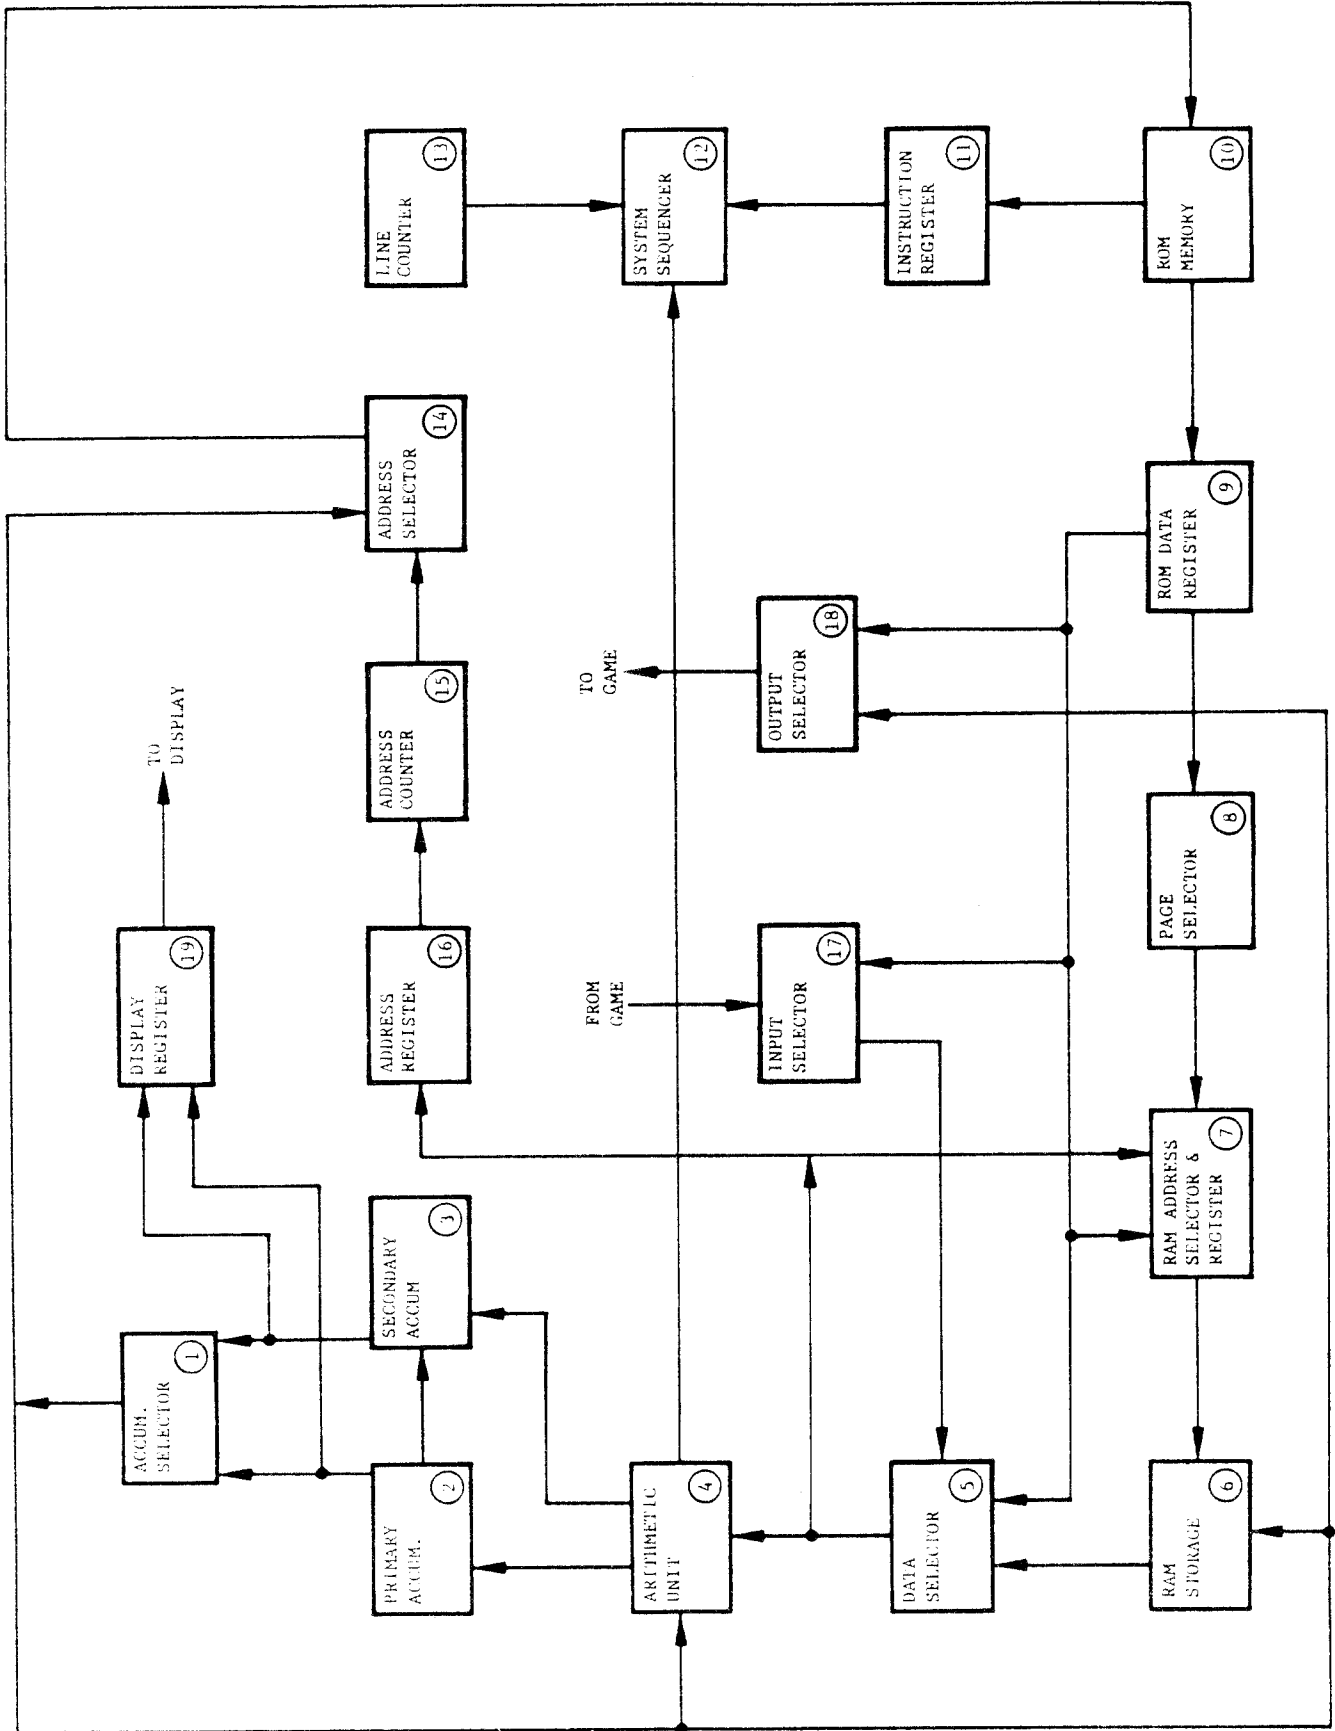 ACCUM.
SELECTOR
1
PRIMARY
ACCUM.
2
SECONDARY
ACCUM
3
ARITHMETIC
UNIT
4
DATA
SELECTOR
5
RAM
STORAGE
6
RAM ADDRESS
SELECTOR &
REGISTER
7
PAGE
SELECTOR
8
ROM DATA
REGISTER
9
ROM
MEMORY
10
INSTRUCTION
REGISTER
11
SYSTEM
SEQUENCER
12
LINE
COUNTER
13
ADDRESS
SELECTOR
14
ADDRESS
COUNTER
15
ADDRESS
REGISTER
16
FROM
GAME
INPUT
SELECTOR
17
TO
GAME
OUTPUT
SELECTOR
18
DISPLAY
REGISTER
19
TO
DISPLAY